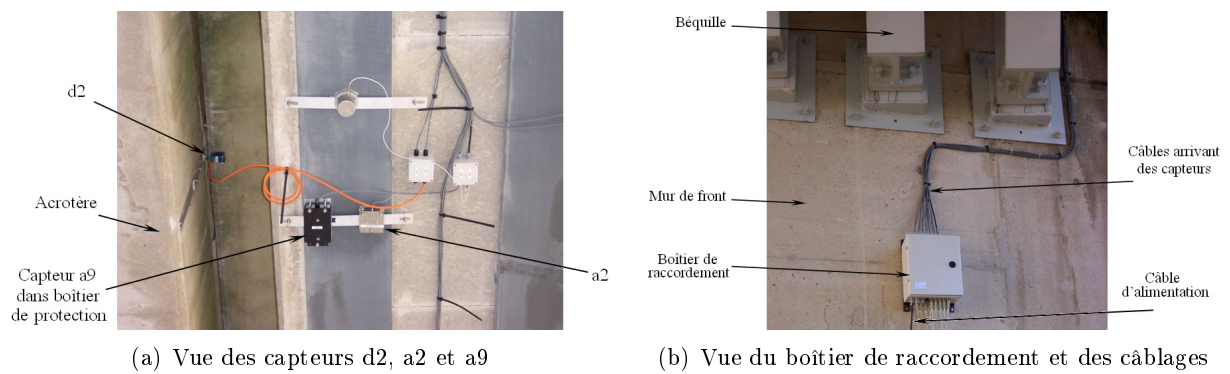 d2
Acrotère
Capteur a9
dans boîtier
de protection
a2
(a) Vue des capteurs d2, a2 et a9
Béquille
Câbles arrivant
des capteurs
Mur de front
Boîtier de
raccordement
Câble
d'alimentation
(b) Vue du boîtier de raccordement et des câblages